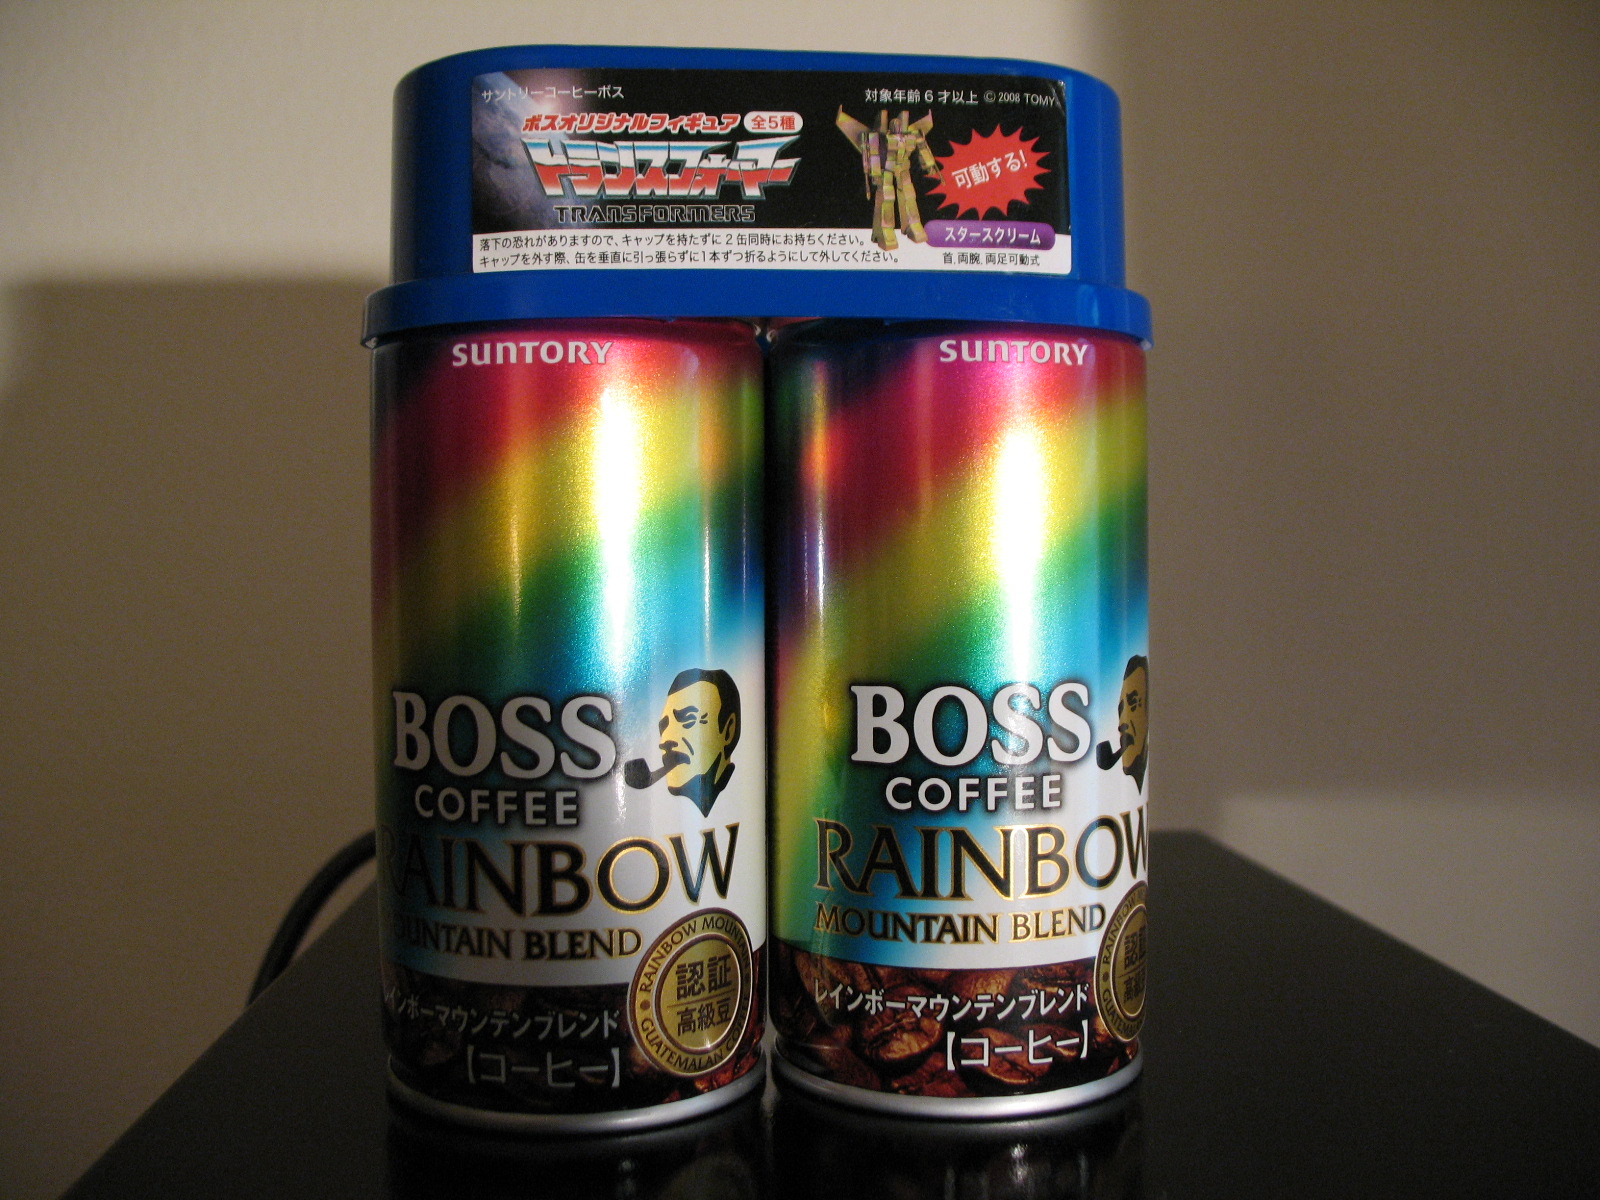 サントリーコーヒーボス
対象年齢6才以上 © 2008 TOMY
ボスオリジナルフィギュア 全5種
トランスフォーマー
TRANSFORMERS
可動する!
スタースクリーム
首,両腕,両足可動式
落下の恐れがありますので、キャップを持たずに2缶同時にお持ちください。
キャップを外す際、缶を垂直に引っ張らずに1本ずつ折るようにして外してください。
SUNTORY
BOSS
COFFEE
RAINBOW
MOUNTAIN BLEND
RAINBOW MOUNTAIN
認証
高級豆
GUATEMALAN
レインボーマウンテンブレンド
【コーヒー】
SUNTORY
BOSS
COFFEE
RAINBOW
MOUNTAIN BLEND
RAINBOW
認証
高級
GUATEMALAN
レインボーマウンテンブレンド
【コーヒー】